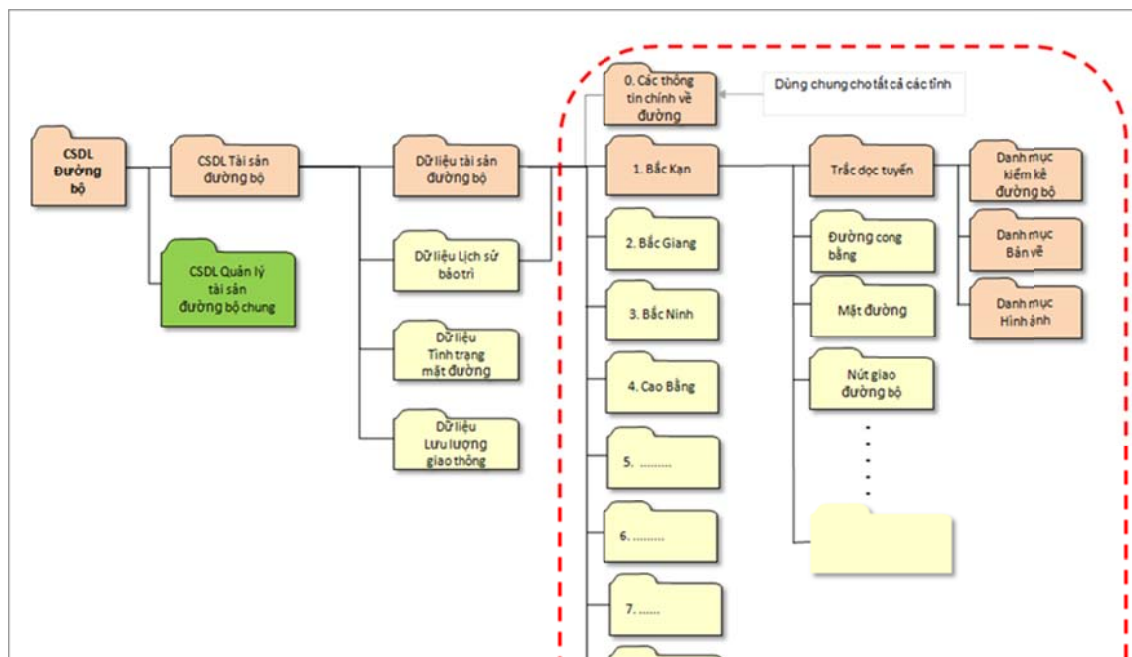 CSDL
Đường
bộ
CSDL Tài sản
đường bộ
CSDL Quản lý
tài sản
đường bộ chung
Dữ liệu tài sản
đường bộ
Dữ liệu Lịch sử
bảo trì
Dữ liệu
Tình trạng
mặt đường
Dữ liệu
Lưu lượng
giao thông
0. Các thông
tin chính về
đường
Dùng chung cho tất cả các tỉnh
1. Bắc Kạn
2. Bắc Giang
3. Bắc Ninh
4. Cao Bằng
5. .........
6. .........
7. ......
Trắc dọc tuyến
Đường cong
bằng
Mặt đường
Nút giao
đường bộ
Danh mục
kiểm kê
đường bộ
Danh mục
Bản vẽ
Danh mục
Hình ảnh